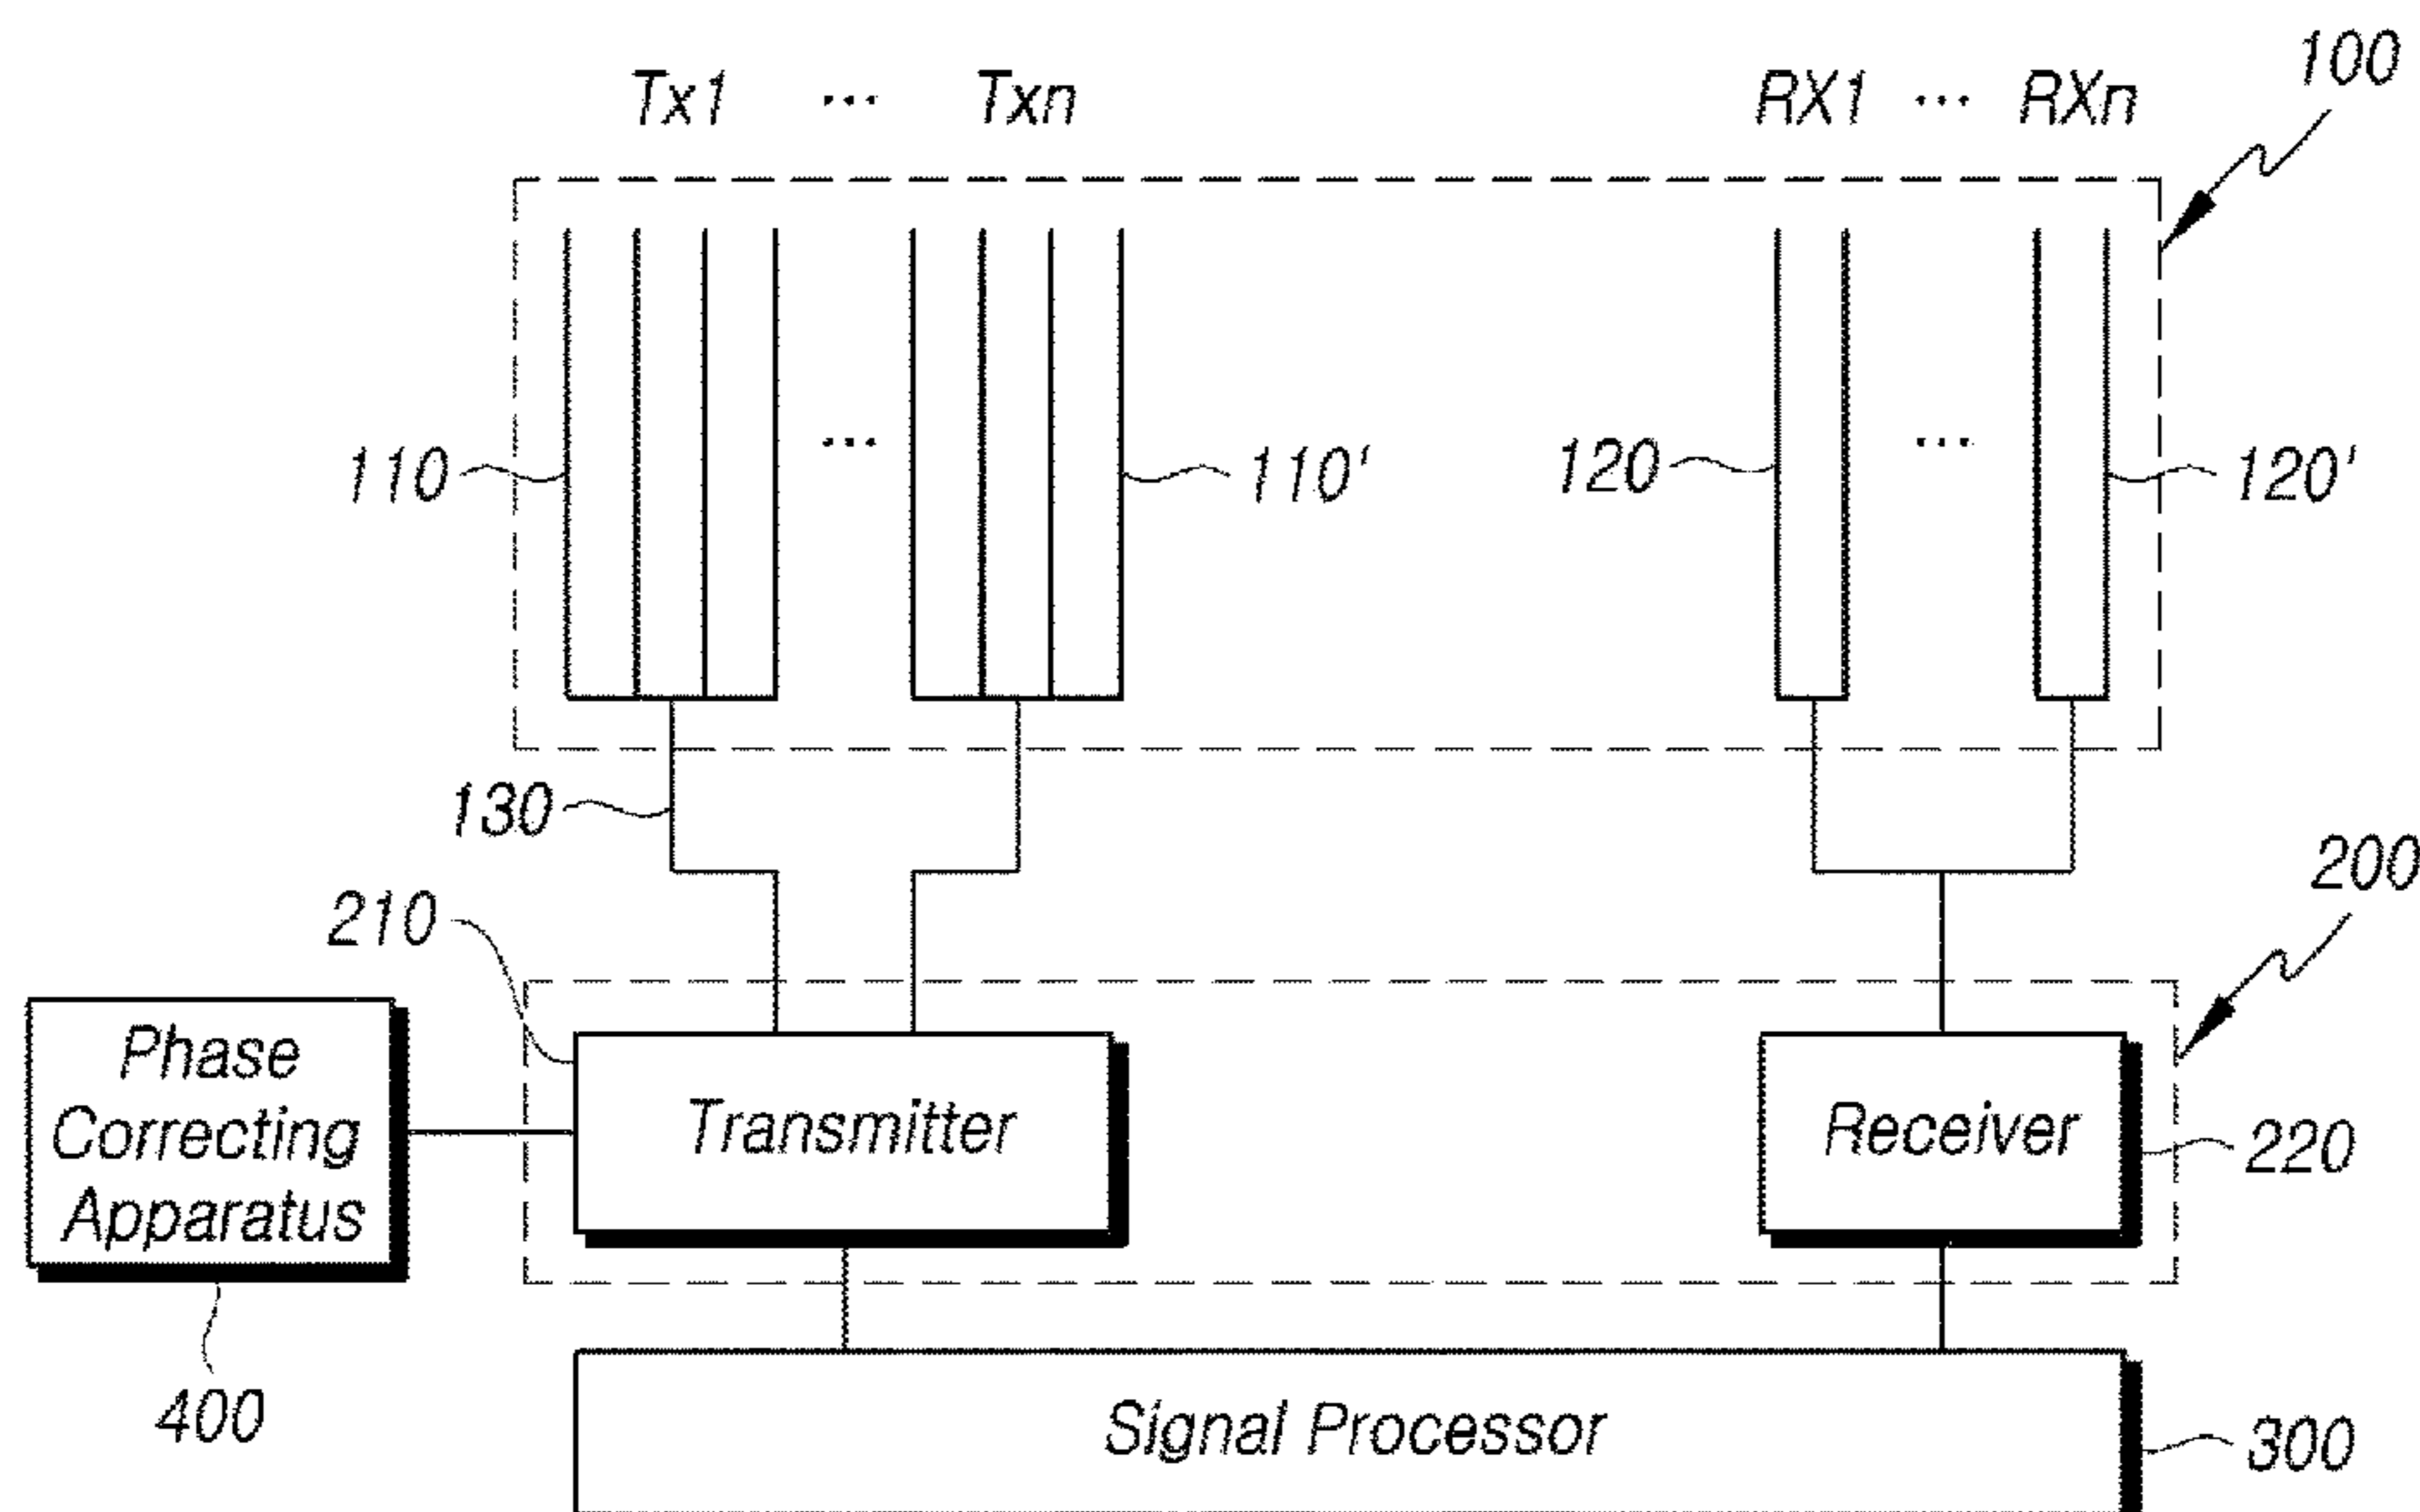 100
Tx1 ... Txn RX1 ... RXn
110 ... 110' 120 ... 120'
130
200
210
Phase
Correcting
Apparatus
Transmitter
Receiver
220
400
Signal Processor
300